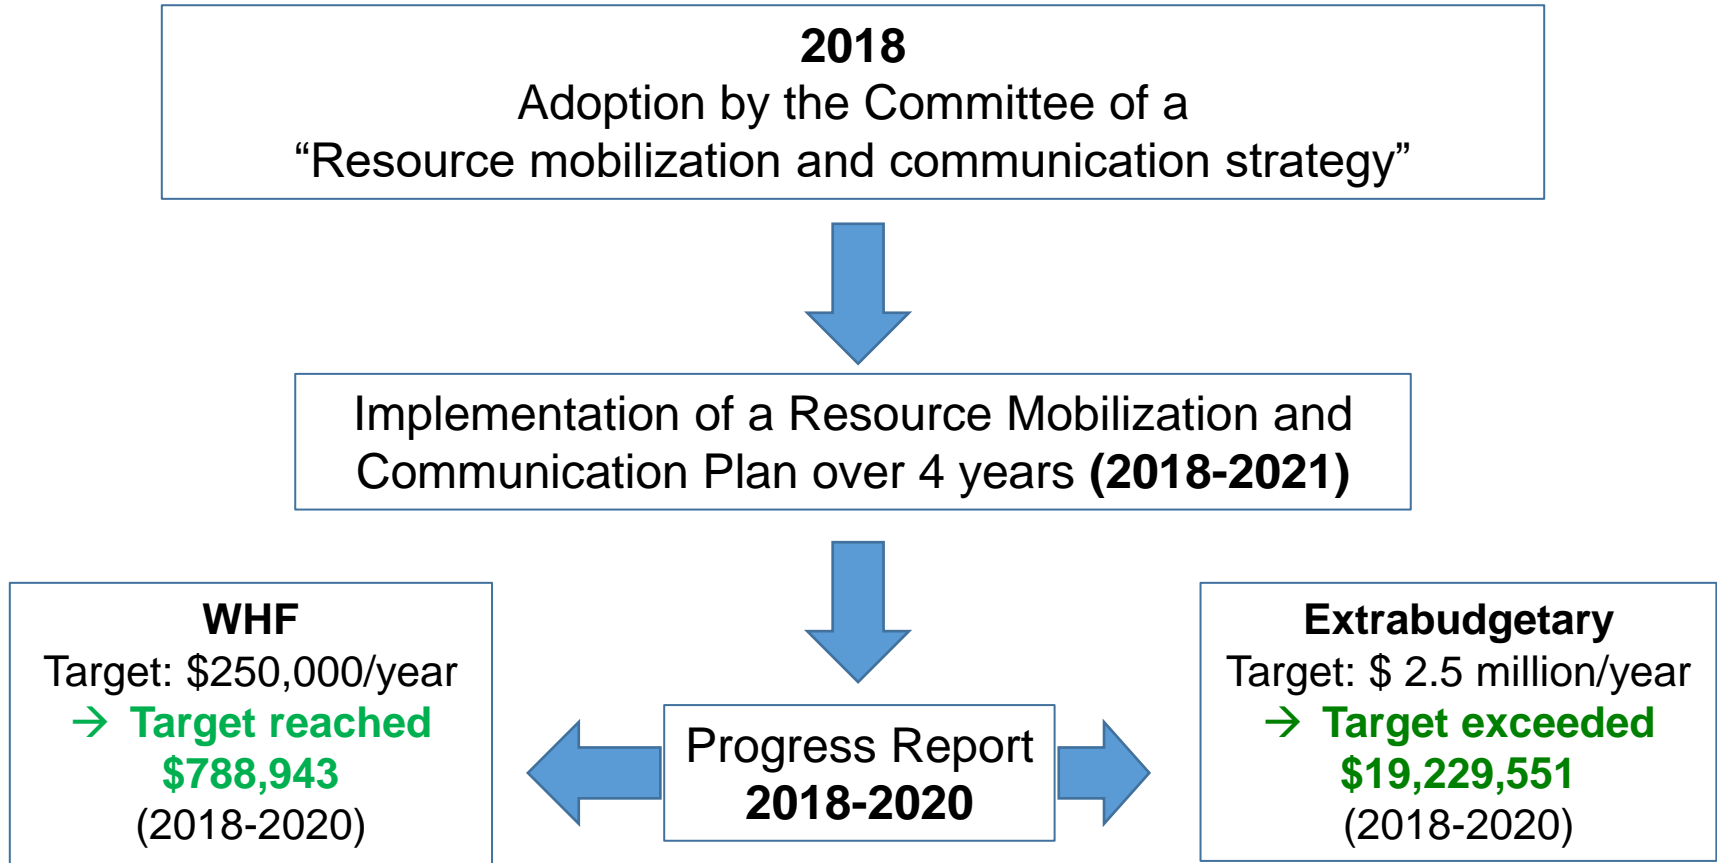 2018
Adoption by the Committee of a
“Resource mobilization and communication strategy”
Implementation of a Resource Mobilization and
Communication Plan over 4 years (2018-2021)
WHF
Target: $250,000/year
→ Target reached
$788,943
(2018-2020)
Progress Report
2018-2020
Extrabudgetary
Target: $ 2.5 million/year
→ Target exceeded
$19,229,551
(2018-2020)